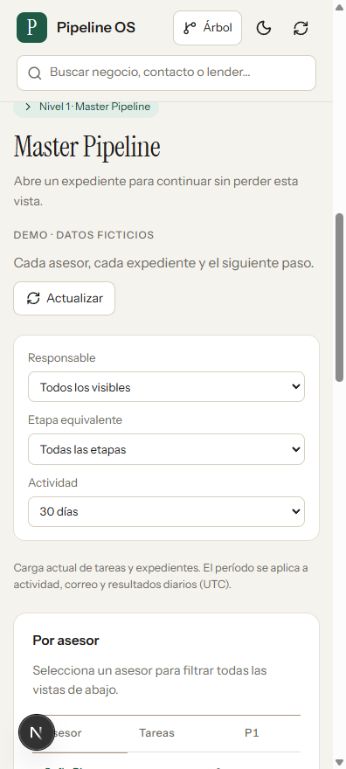 P
Pipeline OS
Árbol
Buscar negocio, contacto o lender...
Nivel 1 · Master Pipeline
Master Pipeline
Abre un expediente para continuar sin perder esta
vista.
DEMO · DATOS FICTICIOS
Cada asesor, cada expediente y el siguiente paso.
Actualizar
Responsable
Todos los visibles
Etapa equivalente
Todas las etapas
Actividad
30 días
Carga actual de tareas y expedientes. El período se aplica a
actividad, correo y resultados diarios (UTC).
Por asesor
Selecciona un asesor para filtrar todas las
vistas de abajo.
N
sesor Tareas P1